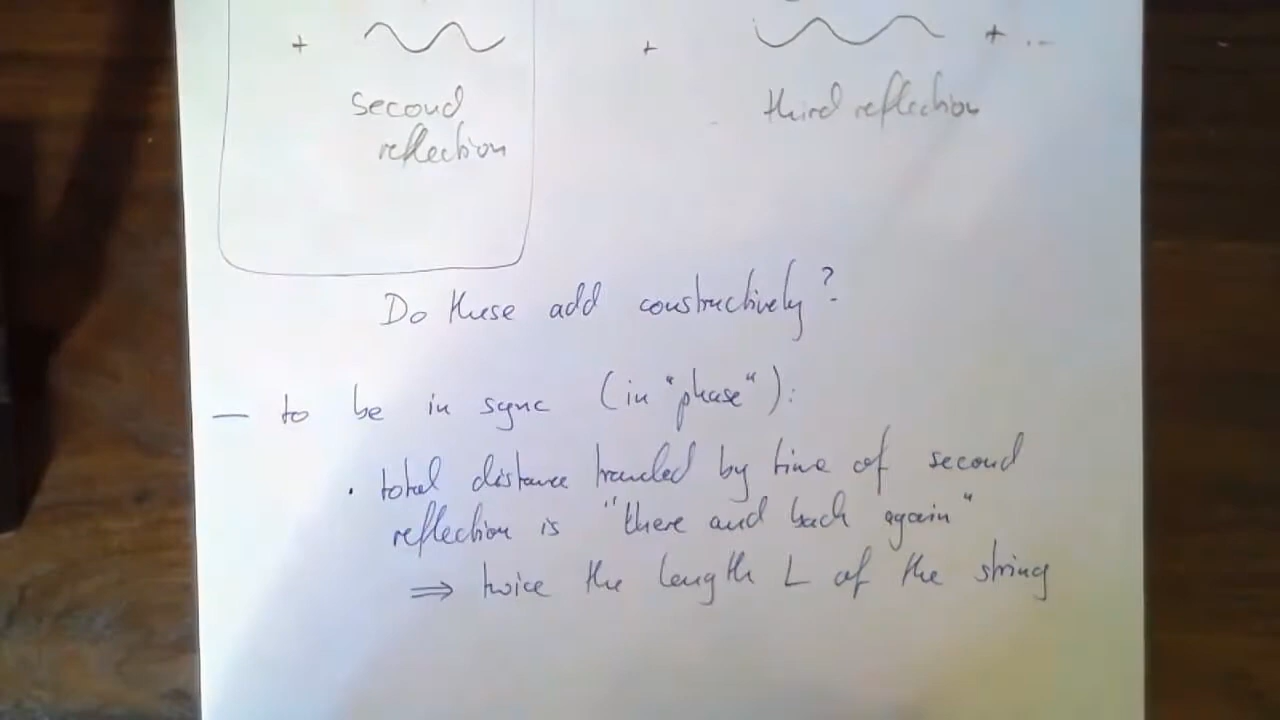 + + + ...
second third reflection
reflection
Do these add constructively?
— to be in sync (in "phase"):
• total distance traveled by time of second
reflection is "there and back again"
⇒ twice the length L of the string